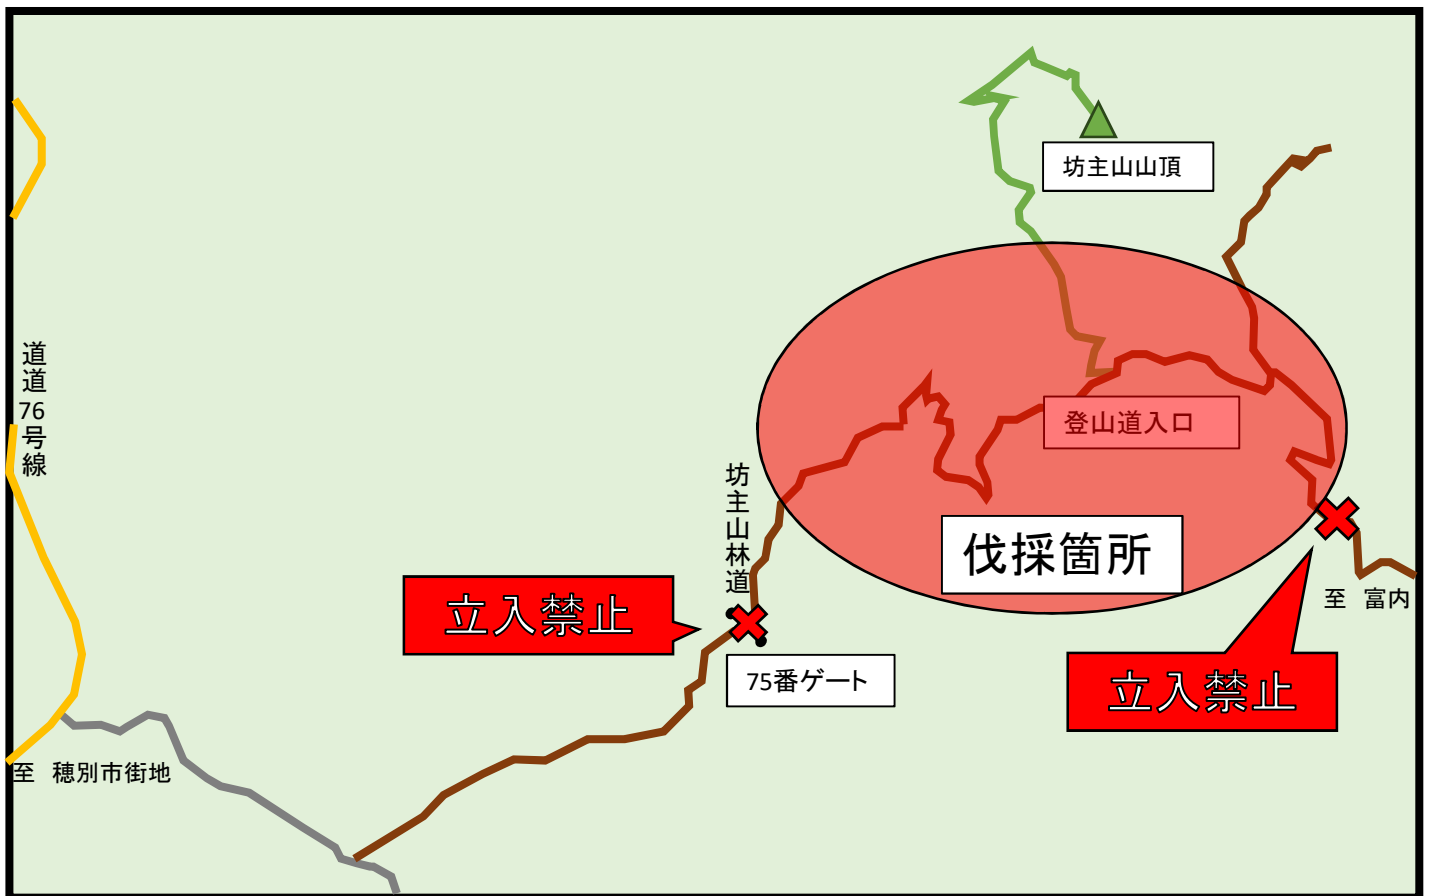 坊主山山頂
道道76号線
登山道入口
坊主山林道
伐採箇所
立入禁止
至 富内
75番ゲート
立入禁止
至 穂別市街地